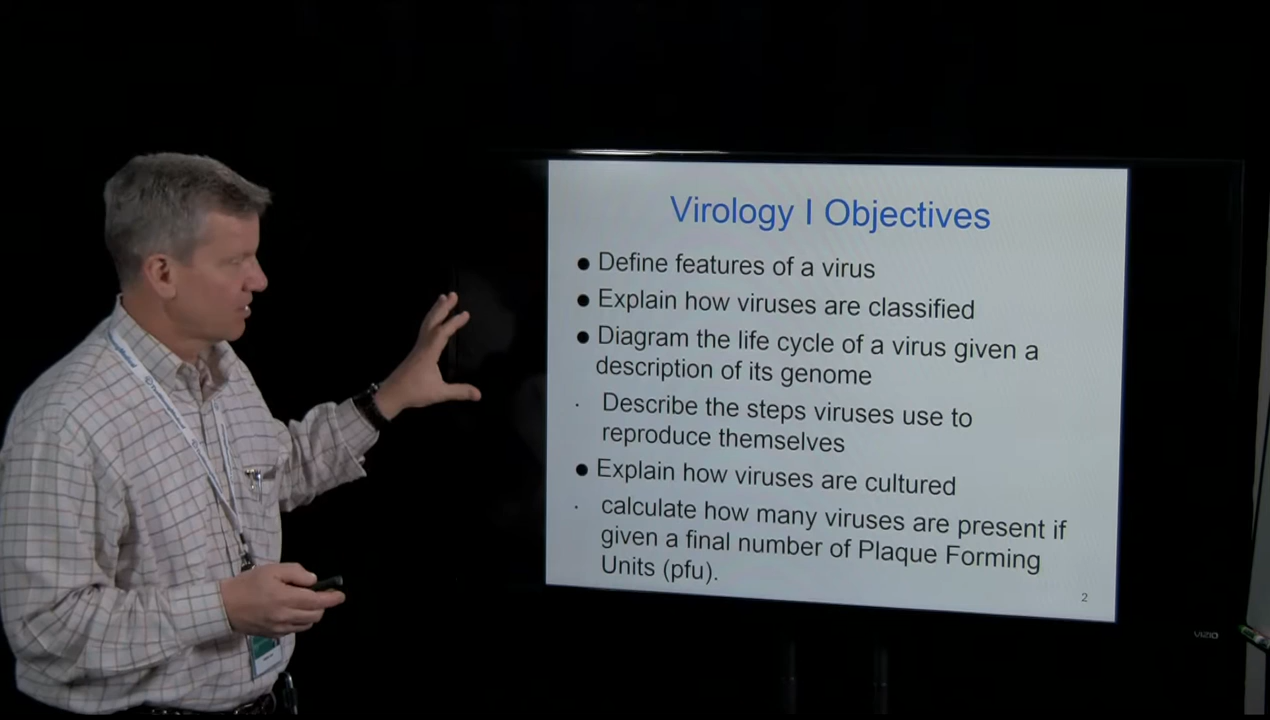 Virology I Objectives
● Define features of a virus
● Explain how viruses are classified
● Diagram the life cycle of a virus given a
description of its genome
· Describe the steps viruses use to
reproduce themselves
● Explain how viruses are cultured
· calculate how many viruses are present if
given a final number of Plaque Forming
Units (pfu).
2
VIZIO